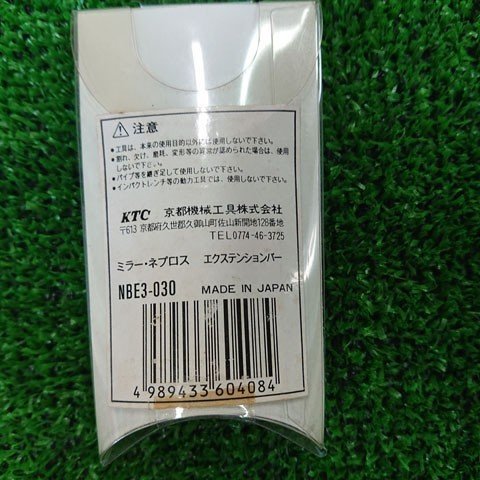 ⚠ 注意
●工具は、本来の使用目的以外には使用しないで下さい。
●割れ、欠け、磨耗、変形等の異常が認められた場合は、使用
しないで下さい。
●パイプ等を継ぎ足して使用しないで下さい。
●インパクトレンチ等の動力工具では、使用しないで下さい。
KTC 京都機械工具株式会社
〒613 京都府久世郡久御山町佐山新開地128番地
TEL0774-46-3725
ミラー・ネプロス エクステンションバー
NBE3-030 MADE IN JAPAN
4 989433 604084